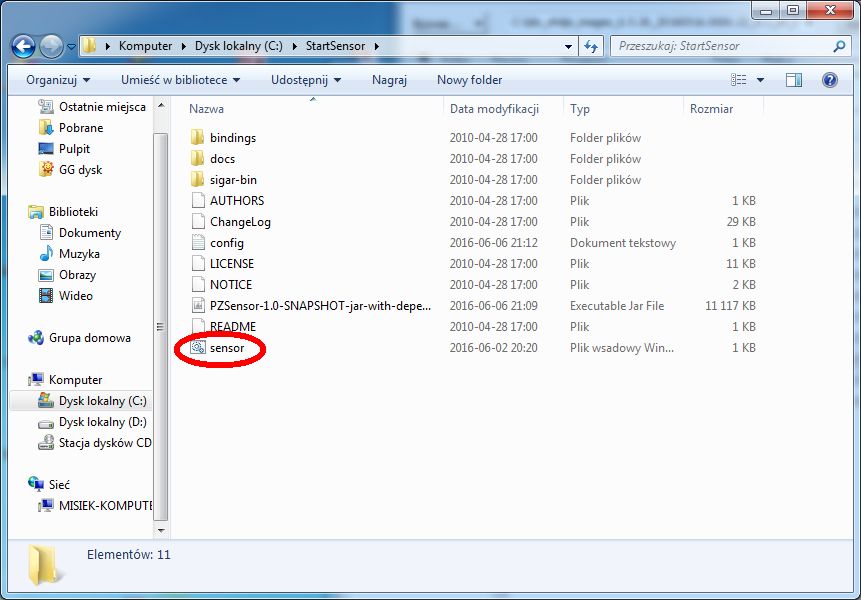 Komputer ▸ Dysk lokalny (C:) ▸ StartSensor ▸
Przeszukaj: StartSensor
Organizuj Umieść w bibliotece Udostępnij Nagraj Nowy folder
Nazwa Data modyfikacji Typ Rozmiar
Ostatnie miejsca
Pobrane
Pulpit
GG dysk
Biblioteki
Dokumenty
Muzyka
Obrazy
Wideo
Grupa domowa
Komputer
Dysk lokalny (C:)
Dysk lokalny (D:)
Stacja dysków CD
Sieć
MISIEK-KOMPUTE
bindings 2010-04-28 17:00 Folder plików
docs 2010-04-28 17:00 Folder plików
sigar-bin 2010-04-28 17:00 Folder plików
AUTHORS 2010-04-28 17:00 Plik 1 KB
ChangeLog 2010-04-28 17:00 Plik 29 KB
config 2016-06-06 21:12 Dokument tekstowy 1 KB
LICENSE 2010-04-28 17:00 Plik 11 KB
NOTICE 2010-04-28 17:00 Plik 2 KB
PZSensor-1.0-SNAPSHOT-jar-with-depe... 2016-06-06 21:09 Executable Jar File 11 117 KB
README 2010-04-28 17:00 Plik 1 KB
sensor 2016-06-02 20:20 Plik wsadowy Win... 1 KB
Elementów: 11